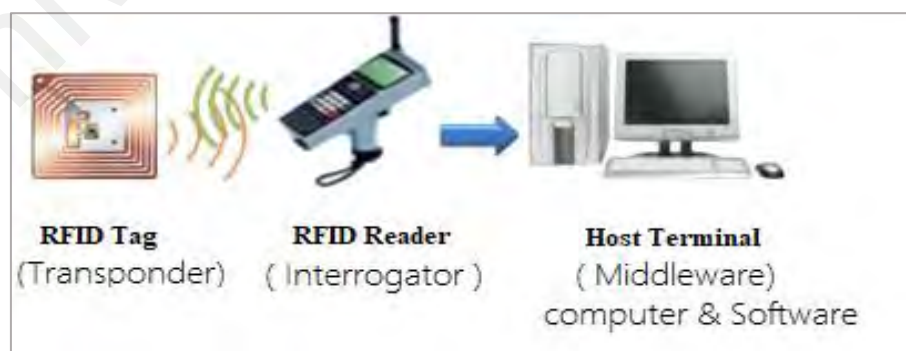 RFID Tag
(Transponder)
RFID Reader
( Interrogator )
Host Terminal
( Middleware)
computer & Software